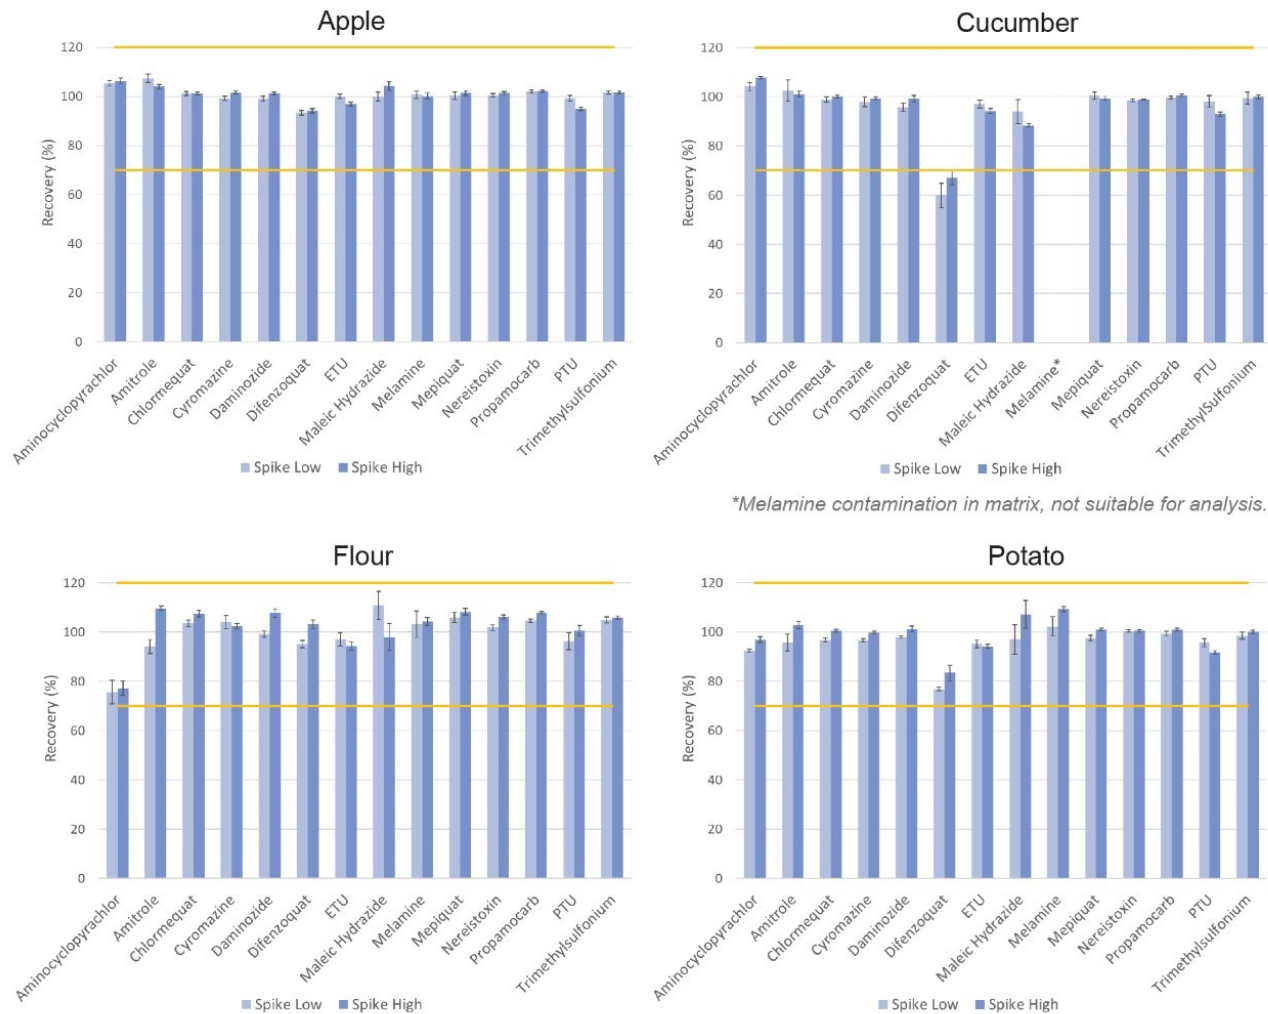 Apple
120
100
80
60
40
20
0
Recovery (%)
Aminocyclopyrachlor
Amitrole
Chlormequat
Cyromazine
Daminozide
Difenzoquat
ETU
Maleic Hydrazide
Melamine
Mepiquat
Nereistoxin
Propamocarb
PTU
Trimethylsulfonium
Spike Low Spike High
Cucumber
120
100
80
60
40
20
0
Recovery (%)
Aminocyclopyrachlor
Amitrole
Chlormequat
Cyromazine
Daminozide
Difenzoquat
ETU
Maleic Hydrazide
Melamine*
Mepiquat
Nereistoxin
Propamocarb
PTU
TrimethylSulfonium
Spike Low Spike High
*Melamine contamination in matrix, not suitable for analysis.
Flour
120
100
80
60
40
20
0
Recovery (%)
Aminocyclopyrachlor
Amitrole
Chlormequat
Cyromazine
Daminozide
Difenzoquat
ETU
Maleic Hydrazide
Melamine
Mepiquat
Nereistoxin
Propamocarb
PTU
Trimethylsulfonium
Spike Low Spike High
Potato
120
100
80
60
40
20
0
Recovery (%)
Aminocyclopyrachlor
Amitrole
Chlormequat
Cyromazine
Daminozide
Difenzoquat
ETU
Maleic Hydrazide
Melamine
Mepiquat
Nereistoxin
Propamocarb
PTU
Trimethylsulfonium
Spike Low Spike High